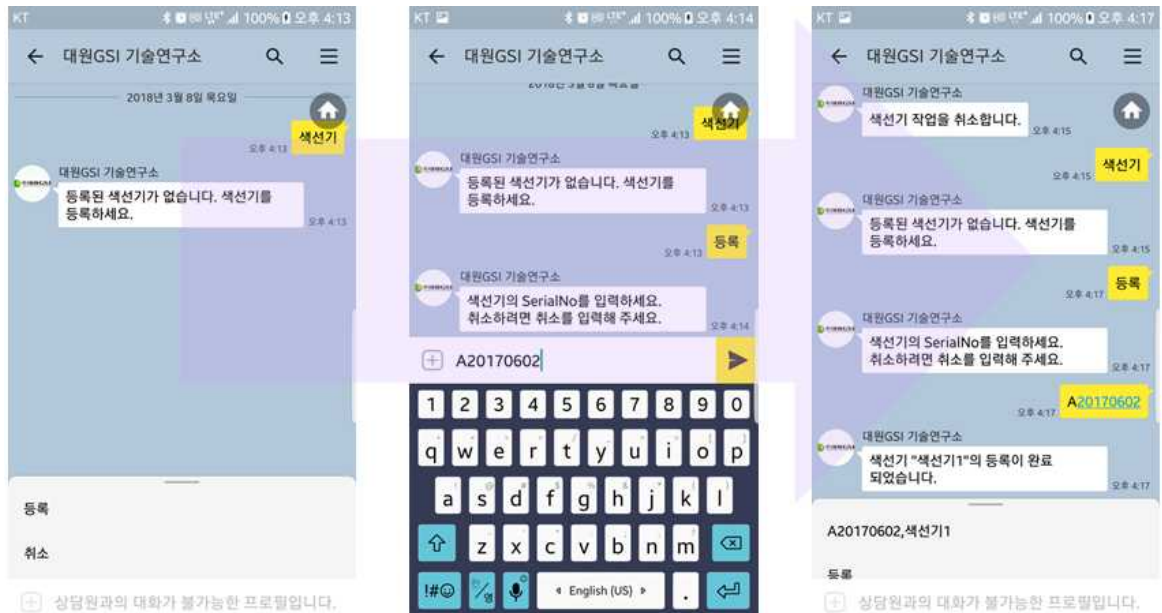 KT
100% 오후 4:13
대원GSI 기술연구소
2018년 3월 8일 목요일
색선기
오후 4:13
대원GSI 기술연구소
등록된 색선기가 없습니다. 색선기를
등록하세요.
오후 4:13
등록
취소
상담원과의 대화가 불가능한 프로필입니다.
KT
100% 오후 4:14
대원GSI 기술연구소
2018년 3월 8일 목요일
색선기
오후 4:13
대원GSI 기술연구소
등록된 색선기가 없습니다. 색선기를
등록하세요.
오후 4:13
등록
오후 4:13
대원GSI 기술연구소
색선기의 SerialNo를 입력하세요.
취소하려면 취소를 입력해 주세요.
오후 4:14
A20170602
1 2 3 4 5 6 7 8 9 0
q w e r t y u i o p
a s d f g h j k l
z x c v b n m
!#☺ 한/영 English (US) .
KT
100% 오후 4:17
대원GSI 기술연구소
대원GSI 기술연구소
색선기 작업을 취소합니다.
오후 4:15
색선기
오후 4:15
대원GSI 기술연구소
등록된 색선기가 없습니다. 색선기를
등록하세요.
오후 4:15
등록
오후 4:17
대원GSI 기술연구소
색선기의 SerialNo를 입력하세요.
취소하려면 취소를 입력해 주세요.
오후 4:17
A20170602
오후 4:17
대원GSI 기술연구소
색선기 "색선기1"의 등록이 완료
되었습니다.
오후 4:17
A20170602,색선기1
등록
상담원과의 대화가 불가능한 프로필입니다.